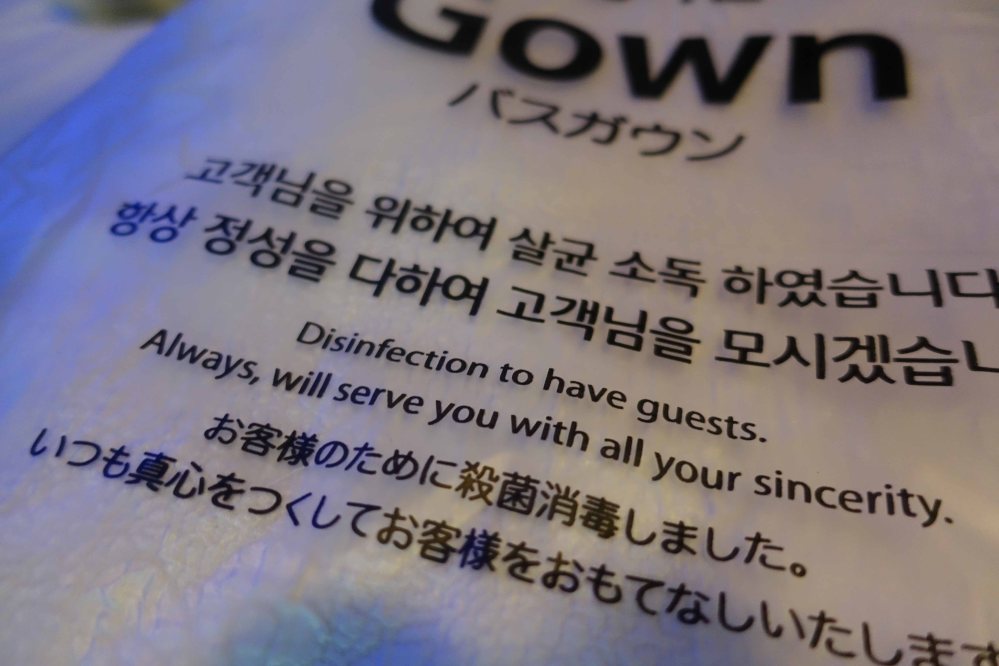 Gown
バスガウン
고객님을 위하여 살균 소독 하였습니다
항상 정성을 다하여 고객님을 모시겠습니
Disinfection to have guests.
Always, will serve you with all your sincerity.
お客様のために殺菌消毒しました。
いつも真心をつくしてお客様をおもてなしいたします